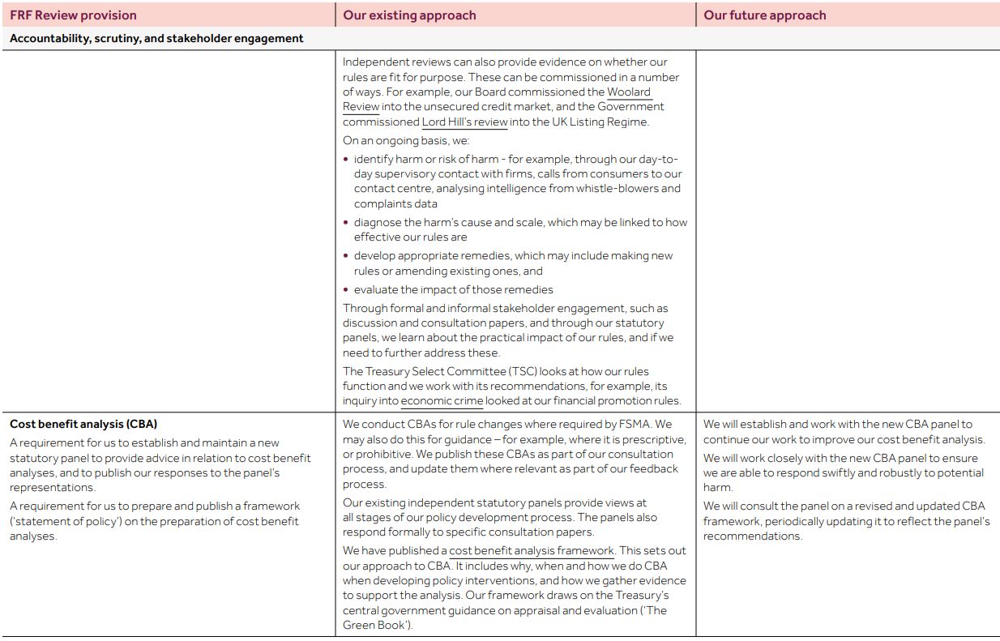 FRF Review provision
Our existing approach
Our future approach
Accountability, scrutiny, and stakeholder engagement
Independent reviews can also provide evidence on whether our
rules are fit for purpose. These can be commissioned in a number
of ways. For example, our Board commissioned the Woolard
Review into the unsecured credit market, and the Government
commissioned Lord Hill's review into the UK Listing Regime.
On an ongoing basis, we:
• identify harm or risk of harm - for example, through our day-to-
day supervisory contact with firms, calls from consumers to our
contact centre, analysing intelligence from whistle-blowers and
complaints data
• diagnose the harm's cause and scale, which may be linked to how
effective our rules are
• develop appropriate remedies, which may include making new
rules or amending existing ones, and
• evaluate the impact of those remedies
Through formal and informal stakeholder engagement, such as
discussion and consultation papers, and through our statutory
panels, we learn about the practical impact of our rules, and if we
need to further address these.
The Treasury Select Committee (TSC) looks at how our rules
function and we work with its recommendations, for example, its
inquiry into economic crime looked at our financial promotion rules.
Cost benefit analysis (CBA)
A requirement for us to establish and maintain a new
statutory panel to provide advice in relation to cost benefit
analyses, and to publish our responses to the panel's
representations.
A requirement for us to prepare and publish a framework
('statement of policy') on the preparation of cost benefit
analyses.
We conduct CBAs for rule changes where required by FSMA. We
may also do this for guidance – for example, where it is prescriptive,
or prohibitive. We publish these CBAs as part of our consultation
process, and update them where relevant as part of our feedback
process.
Our existing independent statutory panels provide views at
all stages of our policy development process. The panels also
respond formally to specific consultation papers.
We have published a cost benefit analysis framework. This sets out
our approach to CBA. It includes why, when and how we do CBA
when developing policy interventions, and how we gather evidence
to support the analysis. Our framework draws on the Treasury's
central government guidance on appraisal and evaluation ('The
Green Book').
We will establish and work with the new CBA panel to
continue our work to improve our cost benefit analysis.
We will work closely with the new CBA panel to ensure
we are able to respond swiftly and robustly to potential
harm.
We will consult the panel on a revised and updated CBA
framework, periodically updating it to reflect the panel's
recommendations.